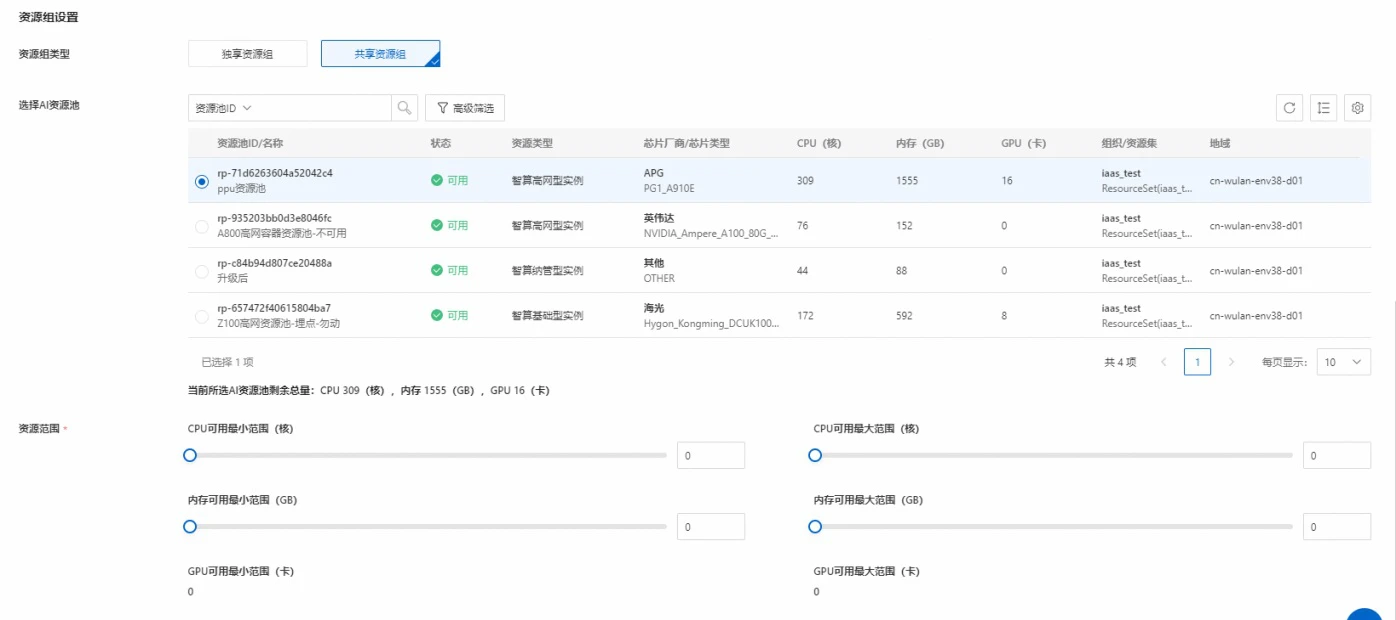 资源组设置
资源组类型
独享资源组
共享资源组
选择AI资源池
资源池ID
高级筛选
资源池ID/名称 状态 资源类型 芯片厂商/芯片类型 CPU（核） 内存（GB） GPU（卡） 组织/资源集 地域
rp-71d6263604a52042c4 APG iaas_test
可用 智算高网型实例 309 1555 16 cn-wulan-env38-d01
ppu资源池 PG1_A910E ResourceSet(iaas_t...
rp-935203bb0d3e8046fc 英伟达 iaas_test
可用 智算高网型实例 76 152 0 cn-wulan-env38-d01
A800高网容器资源池-不可用 NVIDIA_Ampere_A100_80G_... ResourceSet(iaas_t...
rp-c84b94d807ce20488a 其他 iaas_test
可用 智算纳管型实例 44 88 0 cn-wulan-env38-d01
升级后 OTHER ResourceSet(iaas_t...
rp-657472f40615804ba7 海光 iaas_test
可用 智算基础型实例 172 592 8 cn-wulan-env38-d01
Z100高网资源池-埋点-勿动 Hygon_Kongming_DCUK100... ResourceSet(iaas_t...
已选择 1 项 共 4 项 1 每页显示: 10
当前所选AI资源池剩余总量：CPU 309（核），内存 1555（GB），GPU 16（卡）
资源范围 *
CPU可用最小范围（核） CPU可用最大范围（核）
0 0
内存可用最小范围（GB） 内存可用最大范围（GB）
0 0
GPU可用最小范围（卡） GPU可用最大范围（卡）
0 0